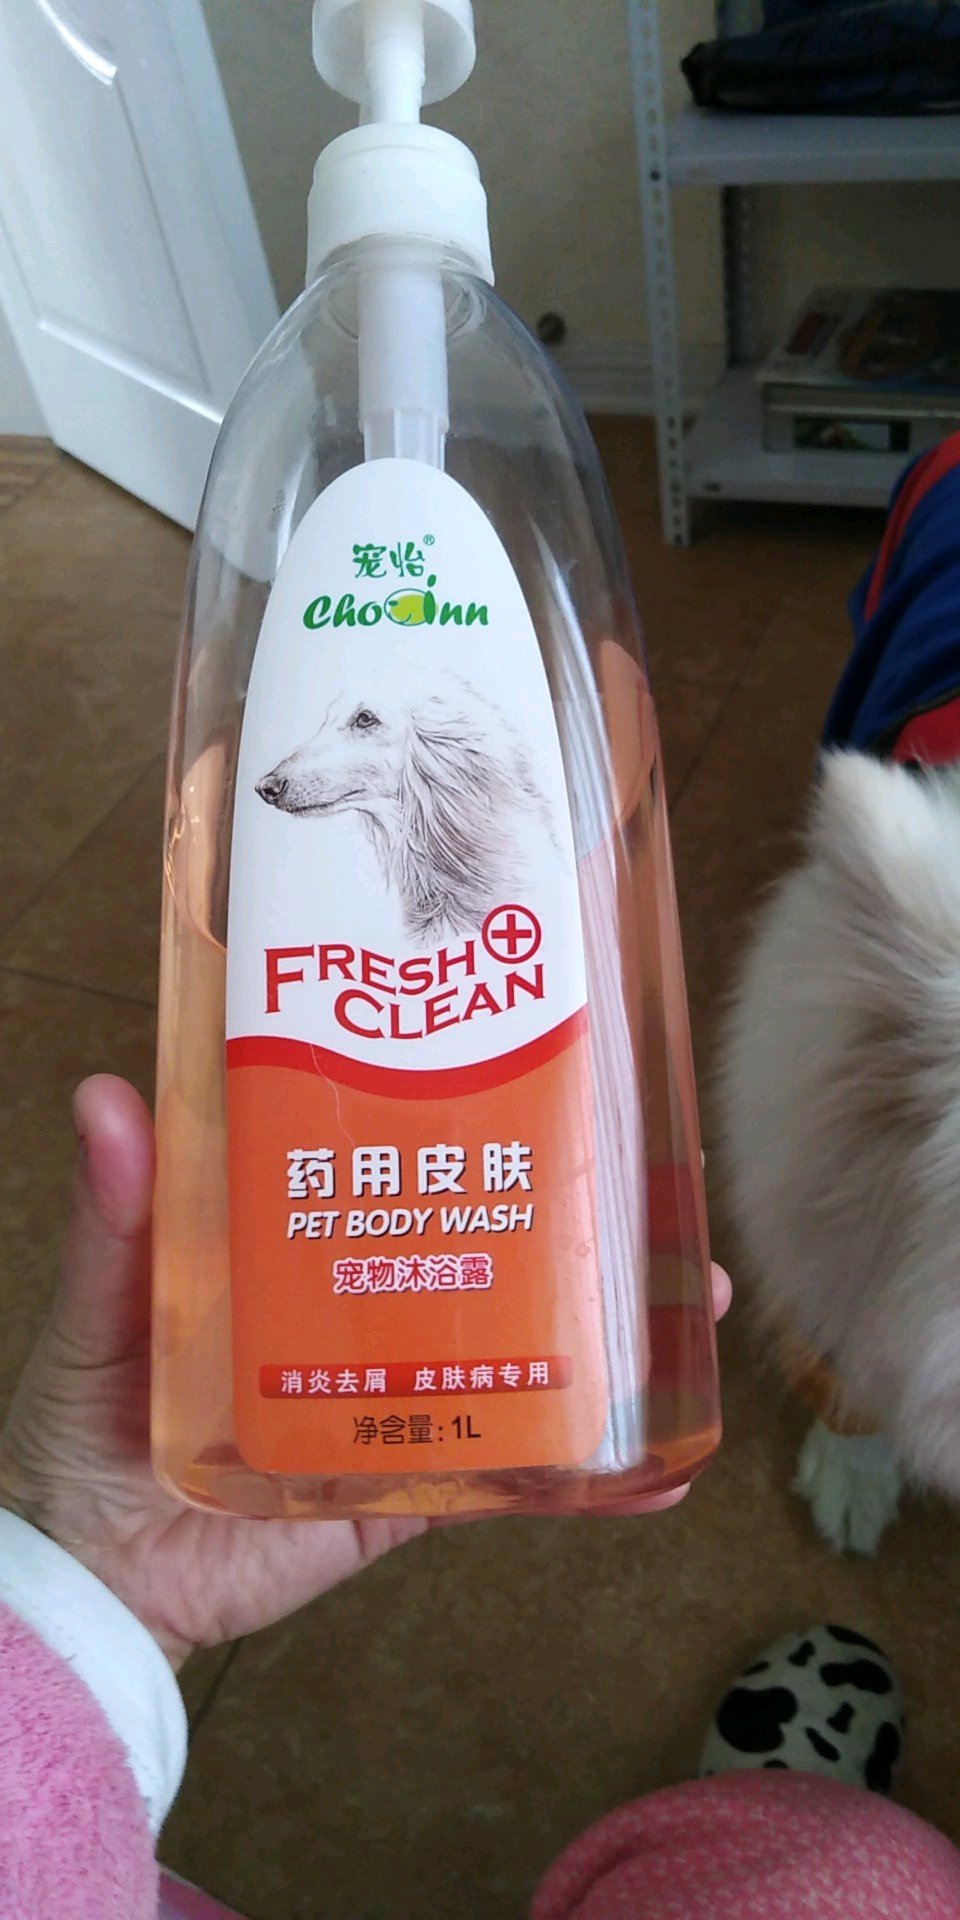 宠怡®
Choinn
FRESH
CLEAN
药用皮肤
PET BODY WASH
宠物沐浴露
消炎去屑 皮肤病专用
净含量:1L